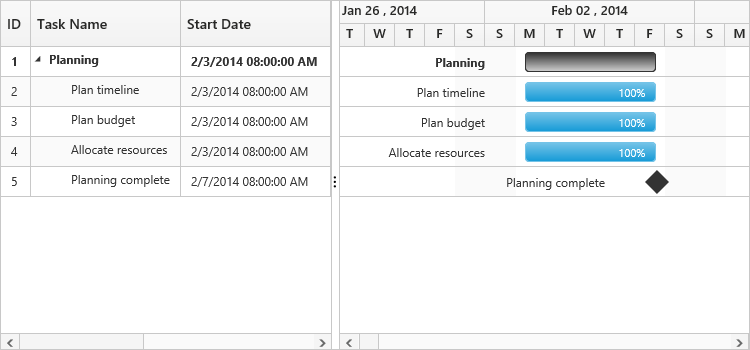 ID Task Name Start Date
1 Planning 2/3/2014 08:00:00 AM
2 Plan timeline 2/3/2014 08:00:00 AM
3 Plan budget 2/3/2014 08:00:00 AM
4 Allocate resources 2/3/2014 08:00:00 AM
5 Planning complete 2/7/2014 08:00:00 AM
Jan 26 , 2014 Feb 02 , 2014
T W T F S S M T W T F S S M
Planning
Plan timeline 100%
Plan budget 100%
Allocate resources 100%
Planning complete